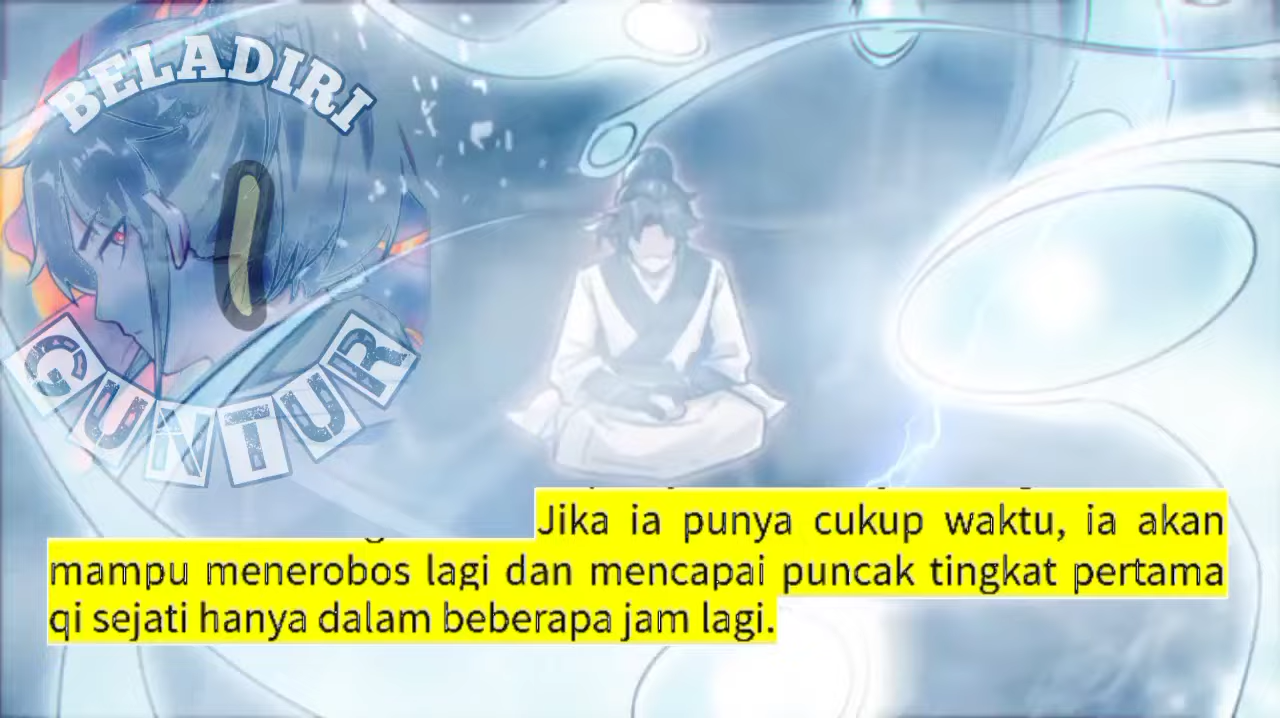 BELADIRI
GUNTUR
Jika ia punya cukup waktu, ia akan
mampu menerobos lagi dan mencapai puncak tingkat pertama
qi sejati hanya dalam beberapa jam lagi.